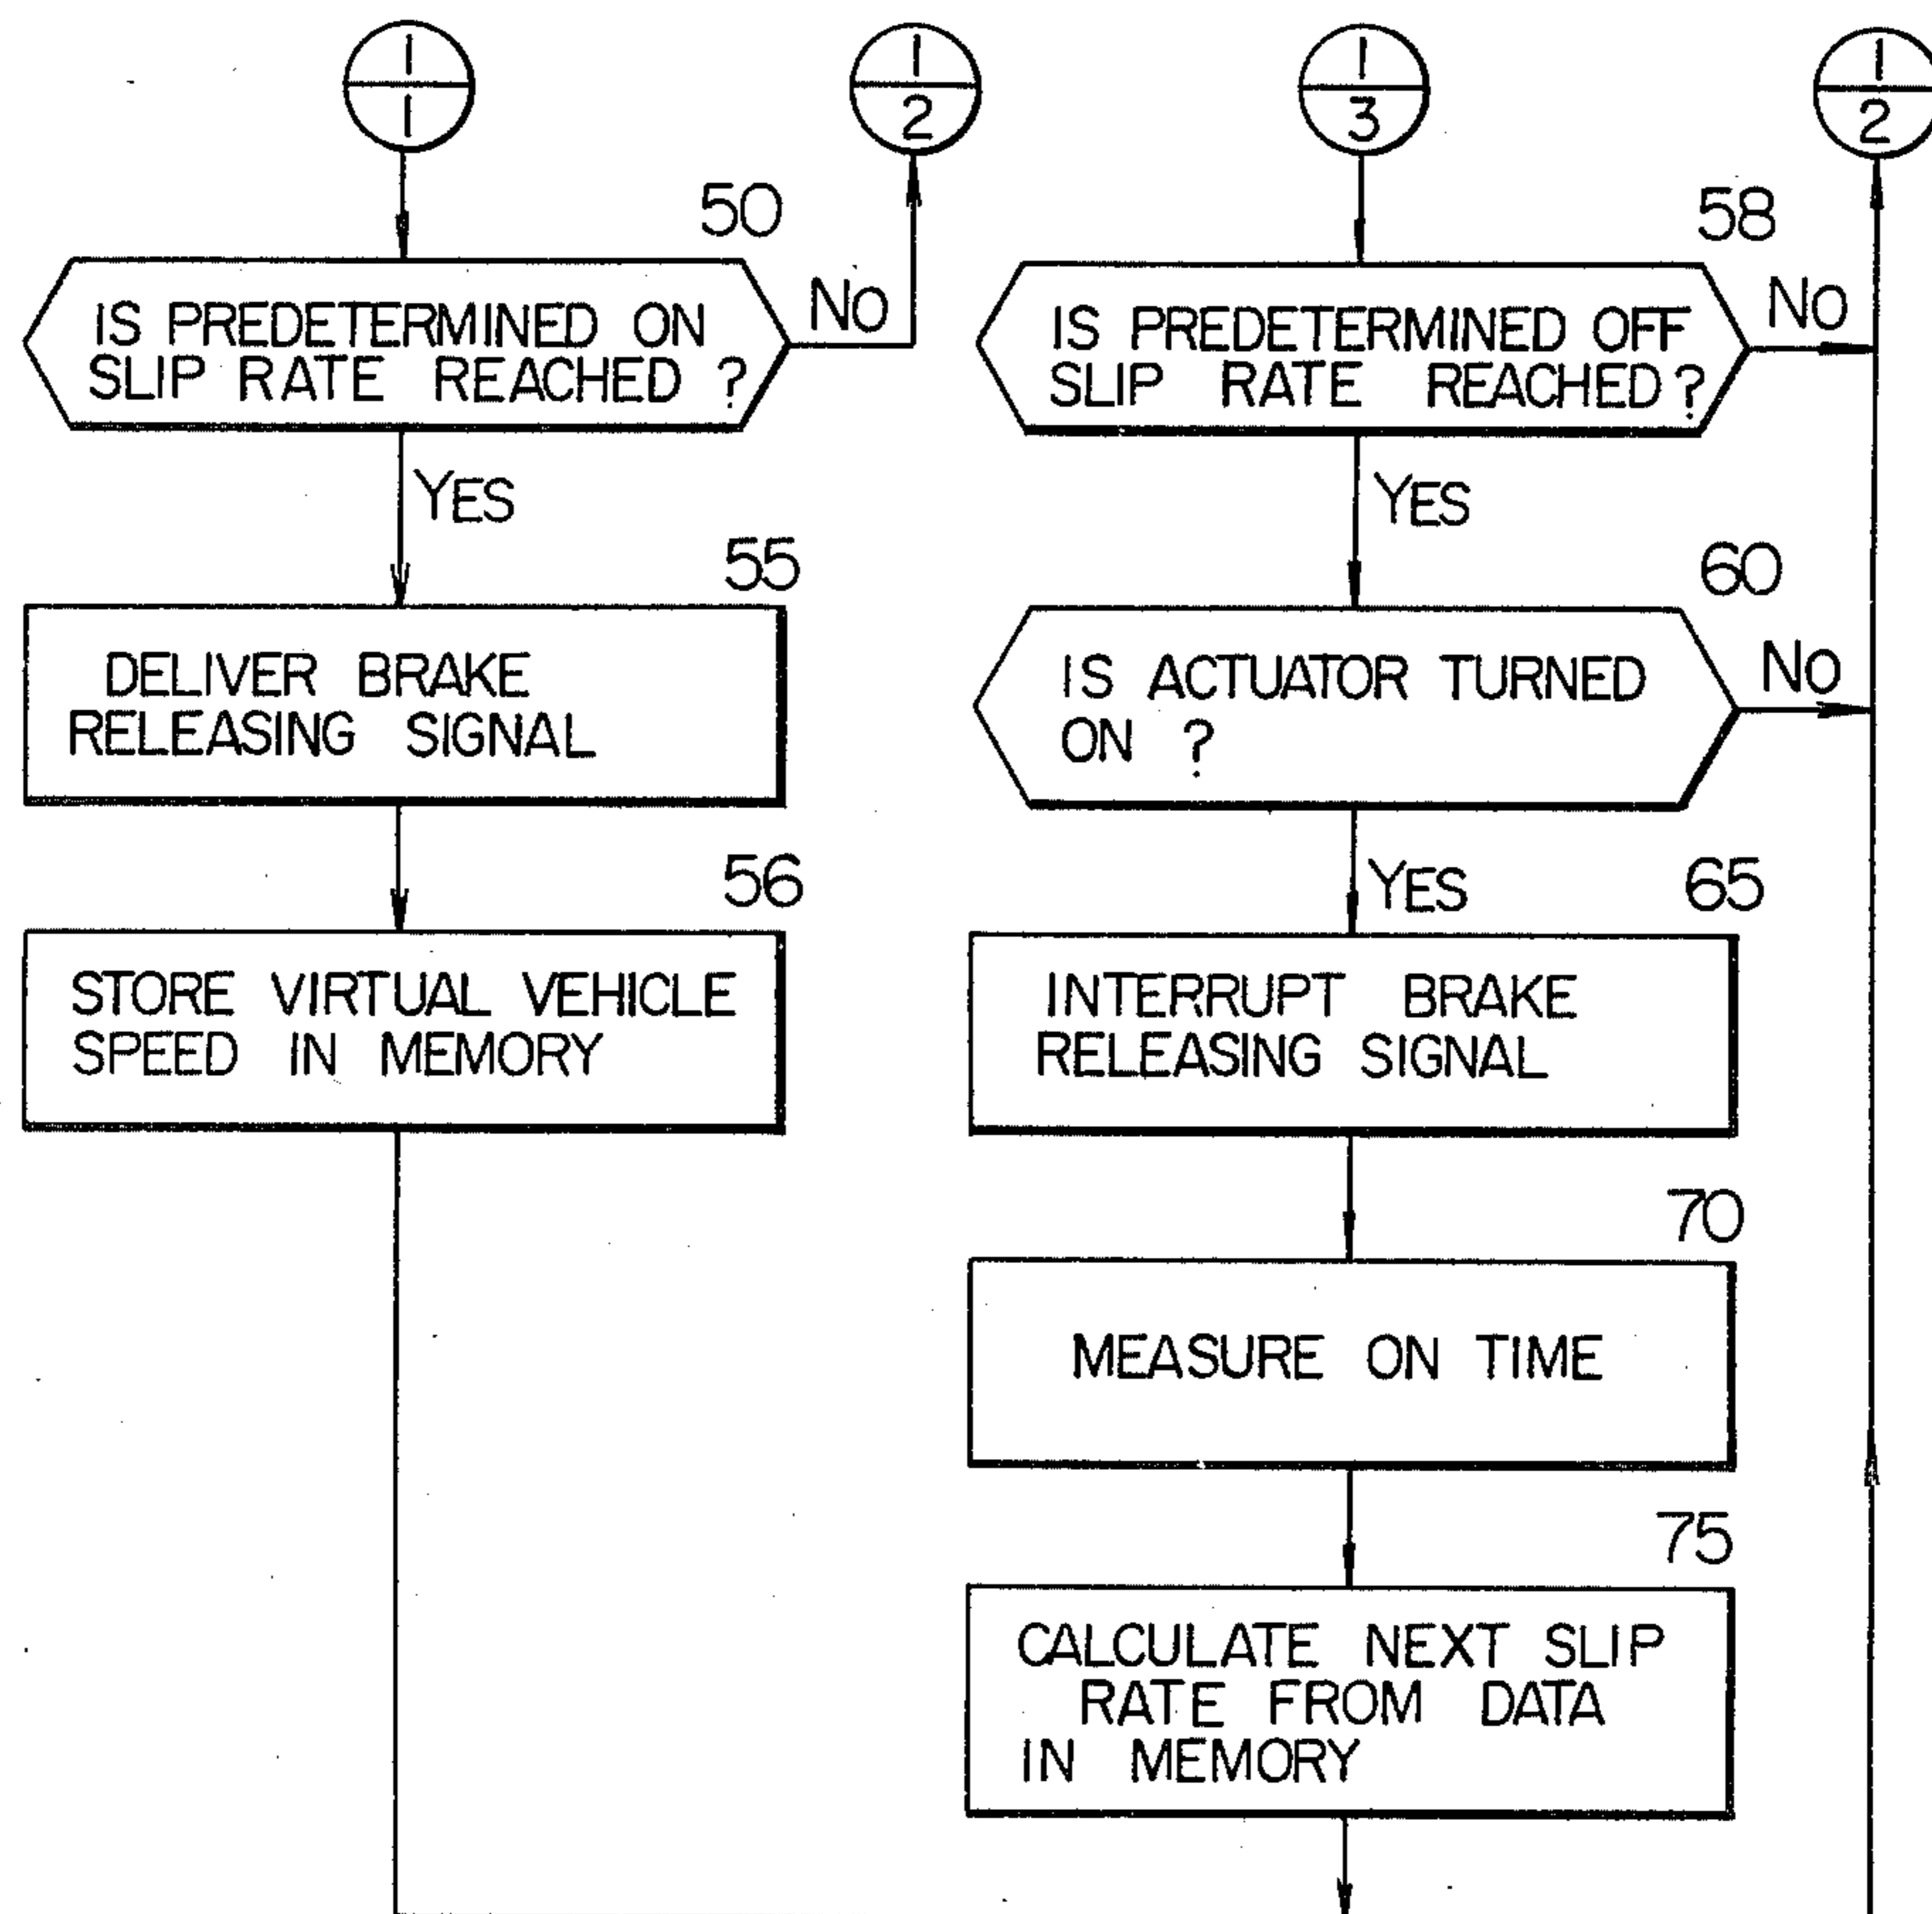 1
1
1
2
50
IS PREDETERMINED ON
SLIP RATE REACHED ?
NO
YES
55
DELIVER BRAKE
RELEASING SIGNAL
56
STORE VIRTUAL VEHICLE
SPEED IN MEMORY
1
3
1
2
58
IS PREDETERMINED OFF
SLIP RATE REACHED?
NO
YES
60
IS ACTUATOR TURNED
ON ?
NO
YES
65
INTERRUPT BRAKE
RELEASING SIGNAL
70
MEASURE ON TIME
75
CALCULATE NEXT SLIP
RATE FROM DATA
IN MEMORY